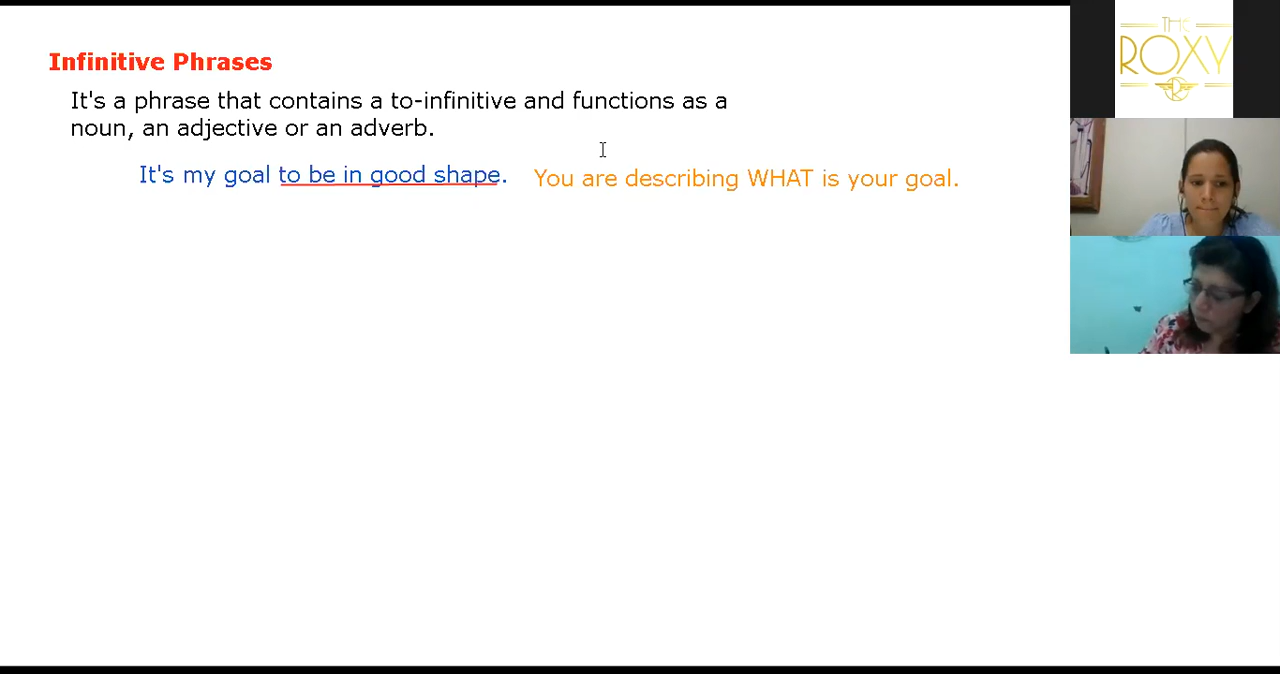 Infinitive Phrases
It's a phrase that contains a to-infinitive and functions as a
noun, an adjective or an adverb.
It's my goal to be in good shape. You are describing WHAT is your goal.
THE
ROXY